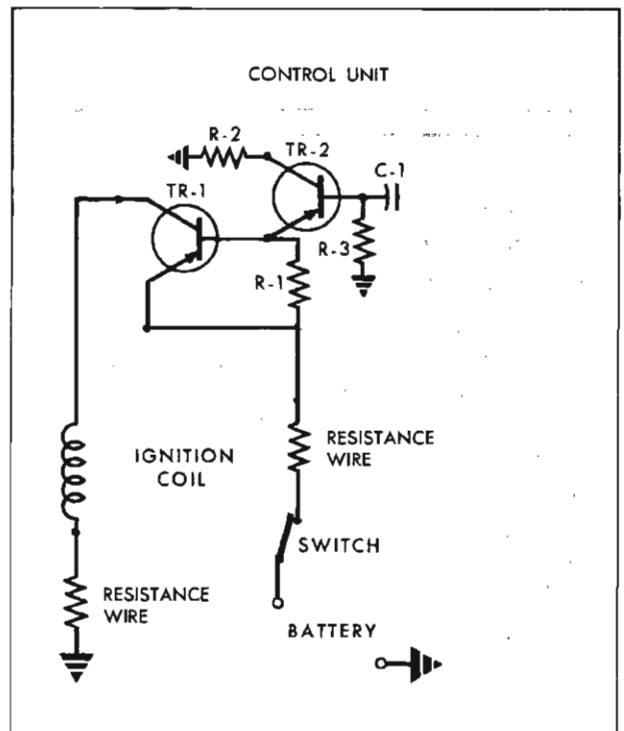 CONTROL UNIT
R-2
TR-2
C-1
TR-1
R-3
R-1
IGNITION
COIL
RESISTANCE
WIRE
SWITCH
RESISTANCE
WIRE
BATTERY